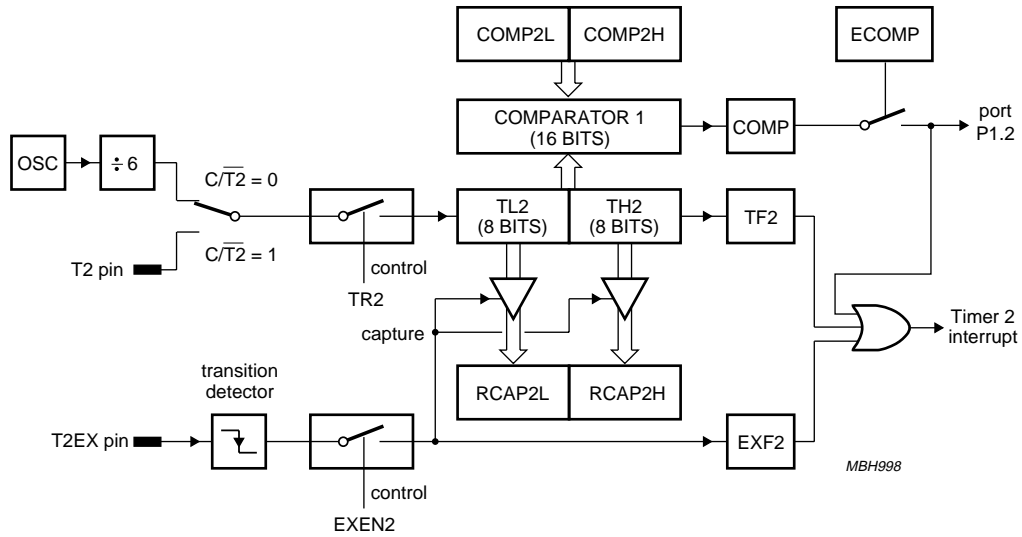 COMP2L COMP2H ECOMP
COMPARATOR 1
(16 BITS)
COMP
port
P1.2
OSC
÷ 6
C/T̅2̅ = 0
C/T̅2̅ = 1
T2 pin
control
TR2
TL2
(8 BITS)
TH2
(8 BITS)
TF2
capture
Timer 2
interrupt
RCAP2L RCAP2H
transition
detector
T2EX pin
control
EXEN2
EXF2
MBH998